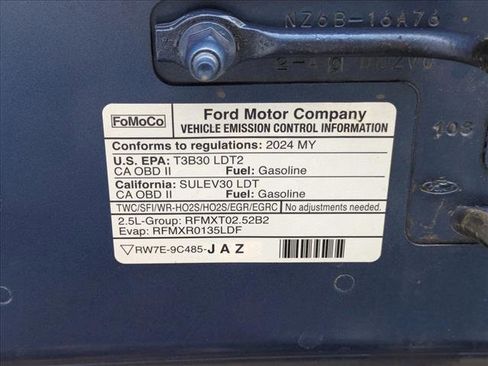 NZ6B-16A76
FoMoCo
Ford Motor Company
VEHICLE EMISSION CONTROL INFORMATION
Conforms to regulations: 2024 MY
U.S. EPA: T3B30 LDT2
CA OBD II Fuel: Gasoline
California: SULEV30 LDT
CA OBD II Fuel: Gasoline
TWC/SFI/WR-HO2S/HO2S/EGR/EGRC No adjustments needed.
2.5L-Group: RFMXT02.52B2
Evap: RFMXR0135LDF
RW7E-9C485-JAZ
Ford